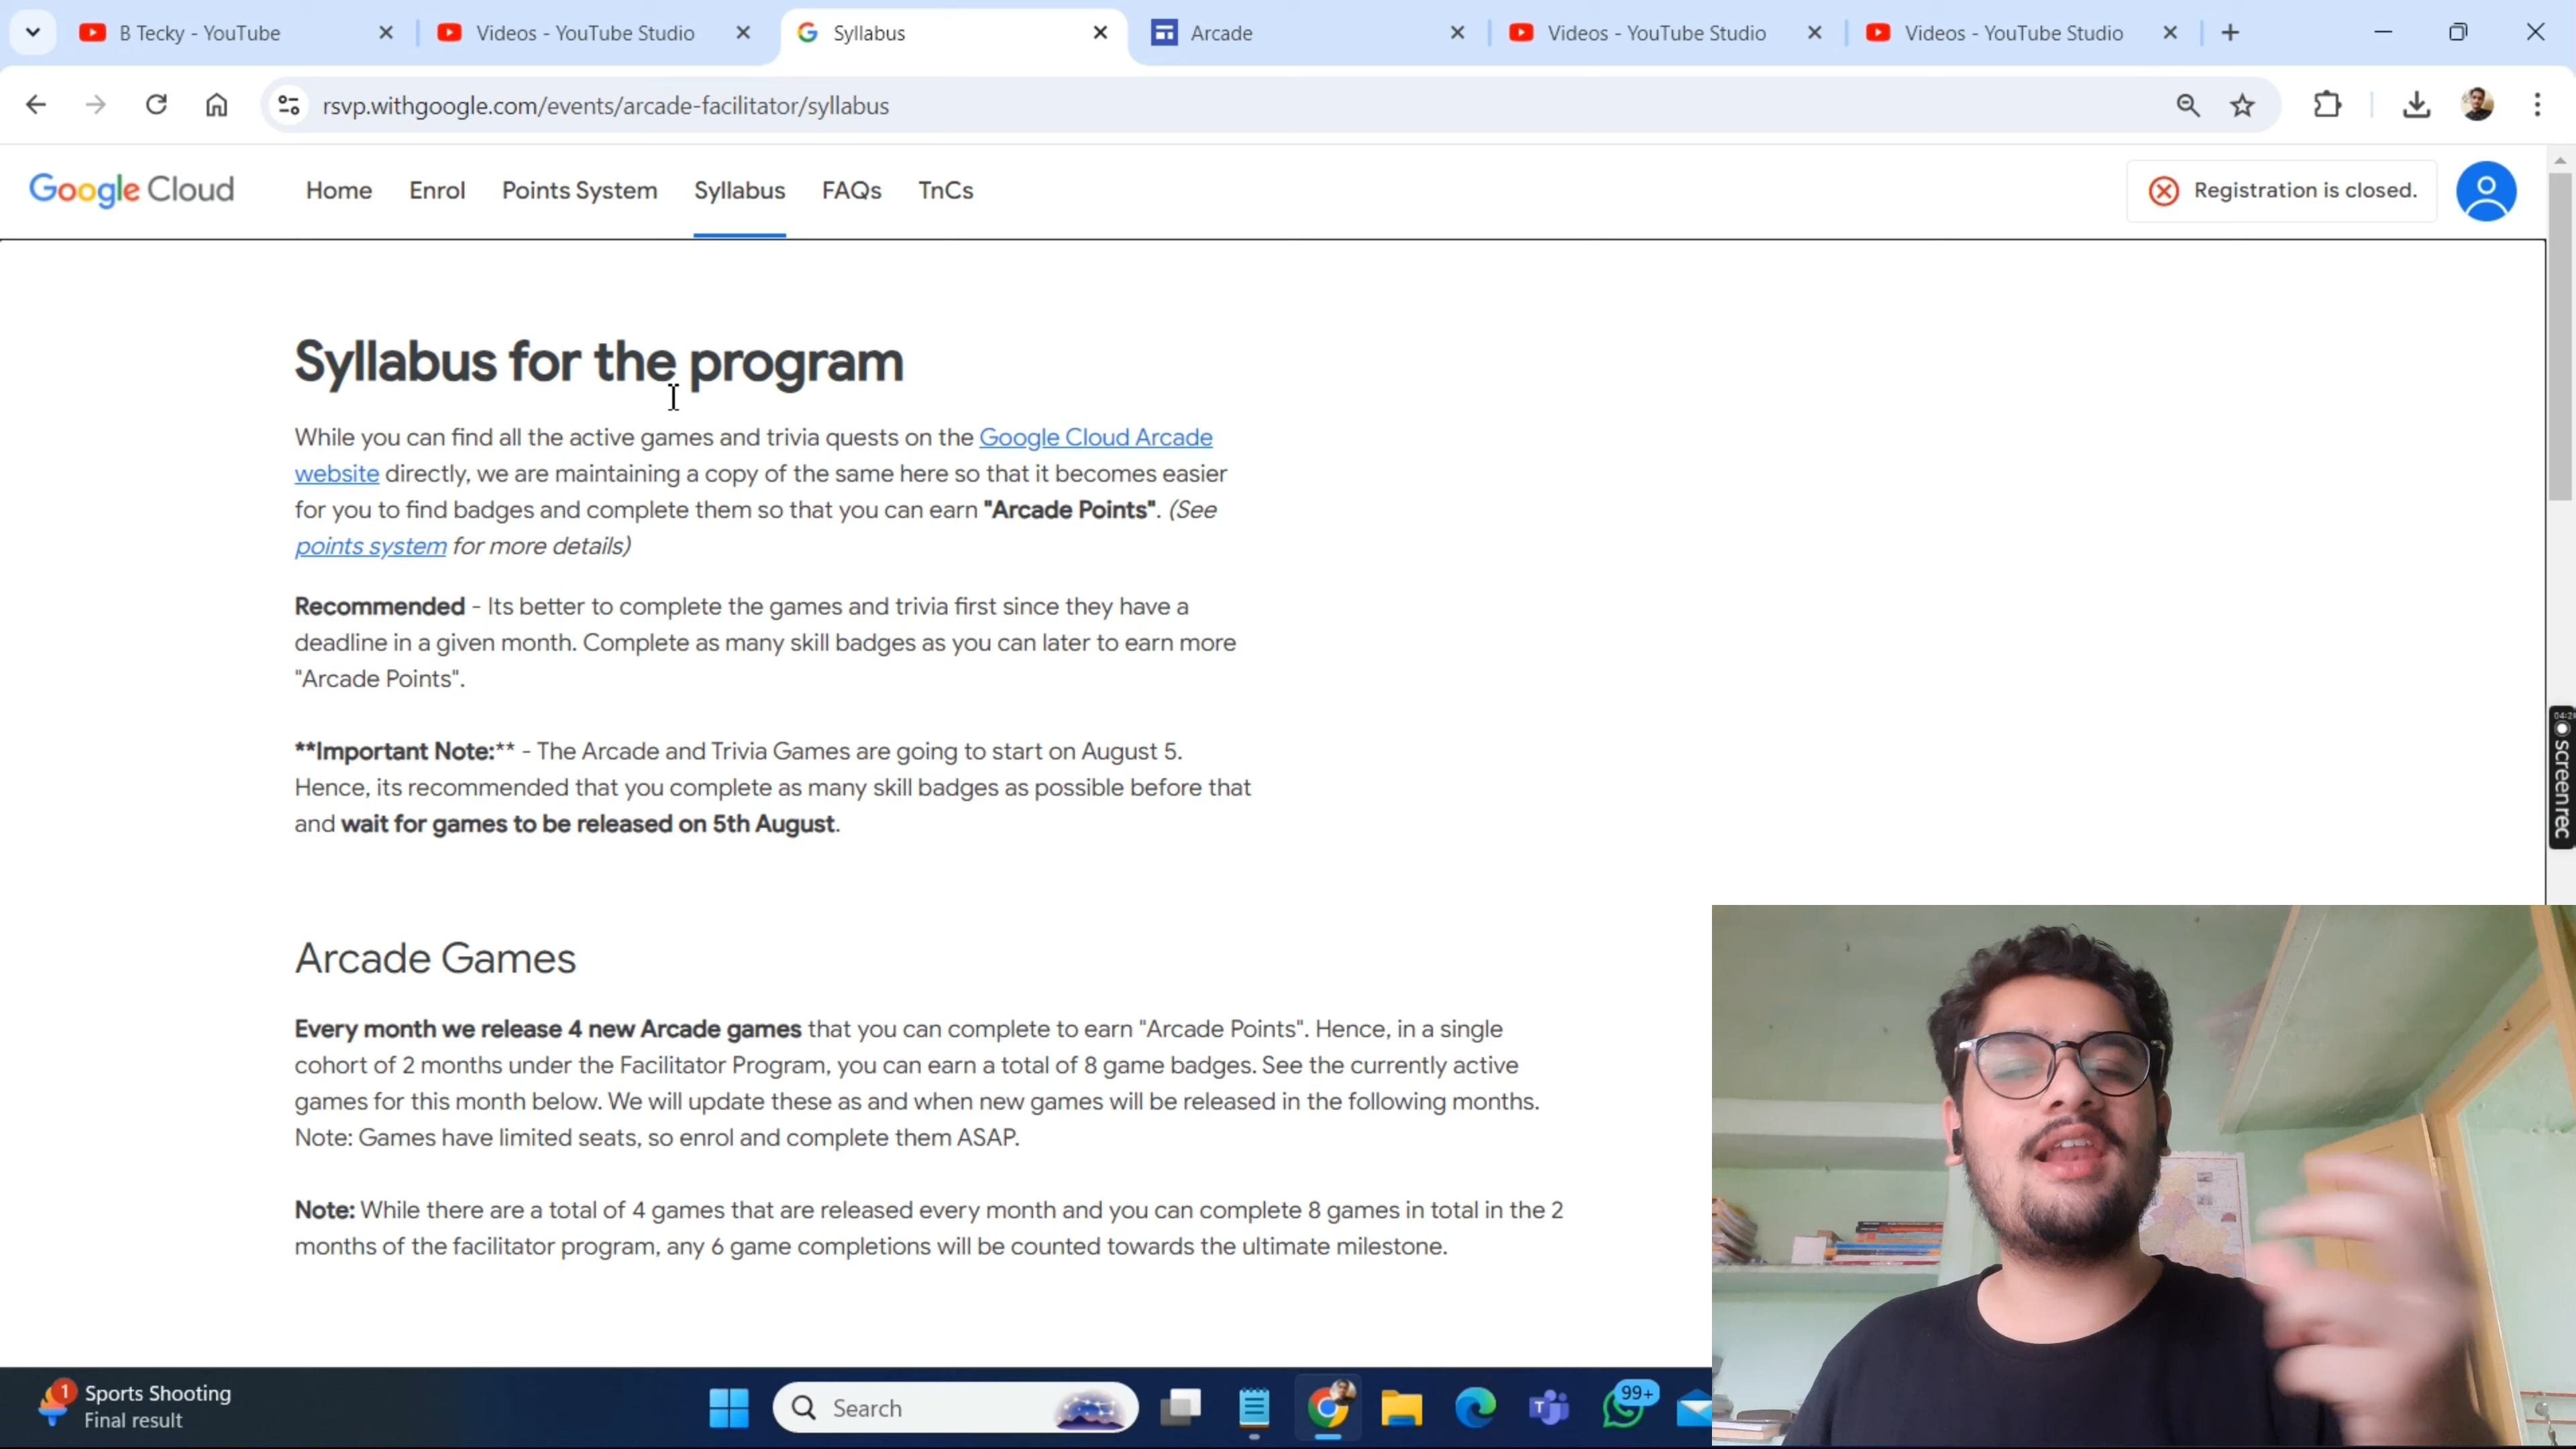 B Tecky - YouTube
Videos - YouTube Studio
Syllabus
Arcade
Videos - YouTube Studio
Videos - YouTube Studio
rsvp.withgoogle.com/events/arcade-facilitator/syllabus
Google Cloud
Home
Enrol
Points System
Syllabus
FAQs
TnCs
Registration is closed.
Syllabus for the program
While you can find all the active games and trivia quests on the Google Cloud Arcade
website directly, we are maintaining a copy of the same here so that it becomes easier
for you to find badges and complete them so that you can earn "Arcade Points". (See
points system for more details)
Recommended - Its better to complete the games and trivia first since they have a
deadline in a given month. Complete as many skill badges as you can later to earn more
"Arcade Points".
**Important Note:** - The Arcade and Trivia Games are going to start on August 5.
Hence, its recommended that you complete as many skill badges as possible before that
and wait for games to be released on 5th August.
Arcade Games
Every month we release 4 new Arcade games that you can complete to earn "Arcade Points". Hence, in a single
cohort of 2 months under the Facilitator Program, you can earn a total of 8 game badges. See the currently active
games for this month below. We will update these as and when new games will be released in the following months.
Note: Games have limited seats, so enrol and complete them ASAP.
Note: While there are a total of 4 games that are released every month and you can complete 8 games in total in the 2
months of the facilitator program, any 6 game completions will be counted towards the ultimate milestone.
screenrec
1
Sports Shooting
Final result
Search
T
99+